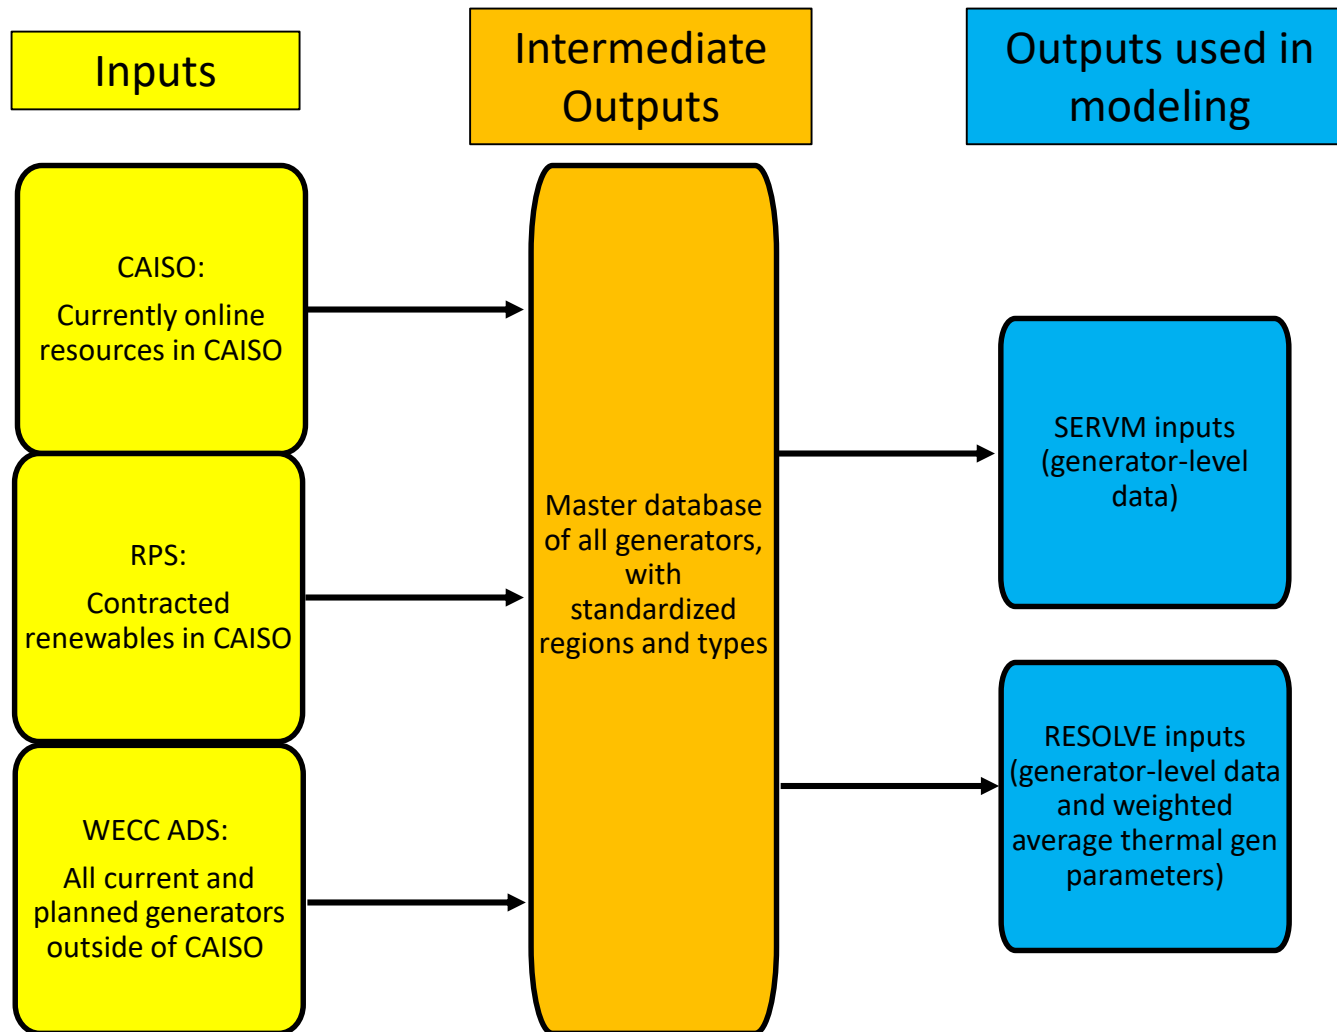 Inputs
Intermediate
Outputs
Outputs used in
modeling
CAISO:
Currently online
resources in CAISO
RPS:
Contracted
renewables in CAISO
WECC ADS:
All current and
planned generators
outside of CAISO
Master database
of all generators,
with
standardized
regions and types
SERVM inputs
(generator-level
data)
RESOLVE inputs
(generator-level data
and weighted
average thermal gen
parameters)